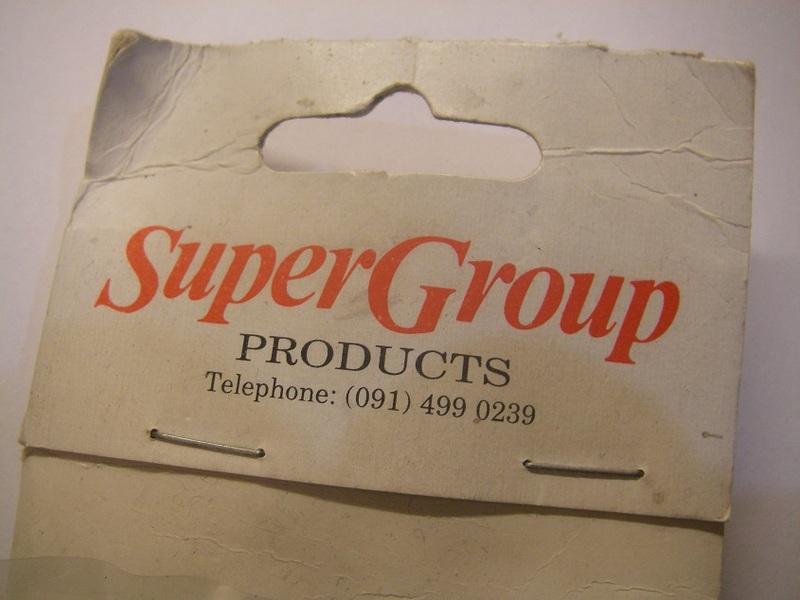 SuperGroup
PRODUCTS
Telephone: (091) 499 0239